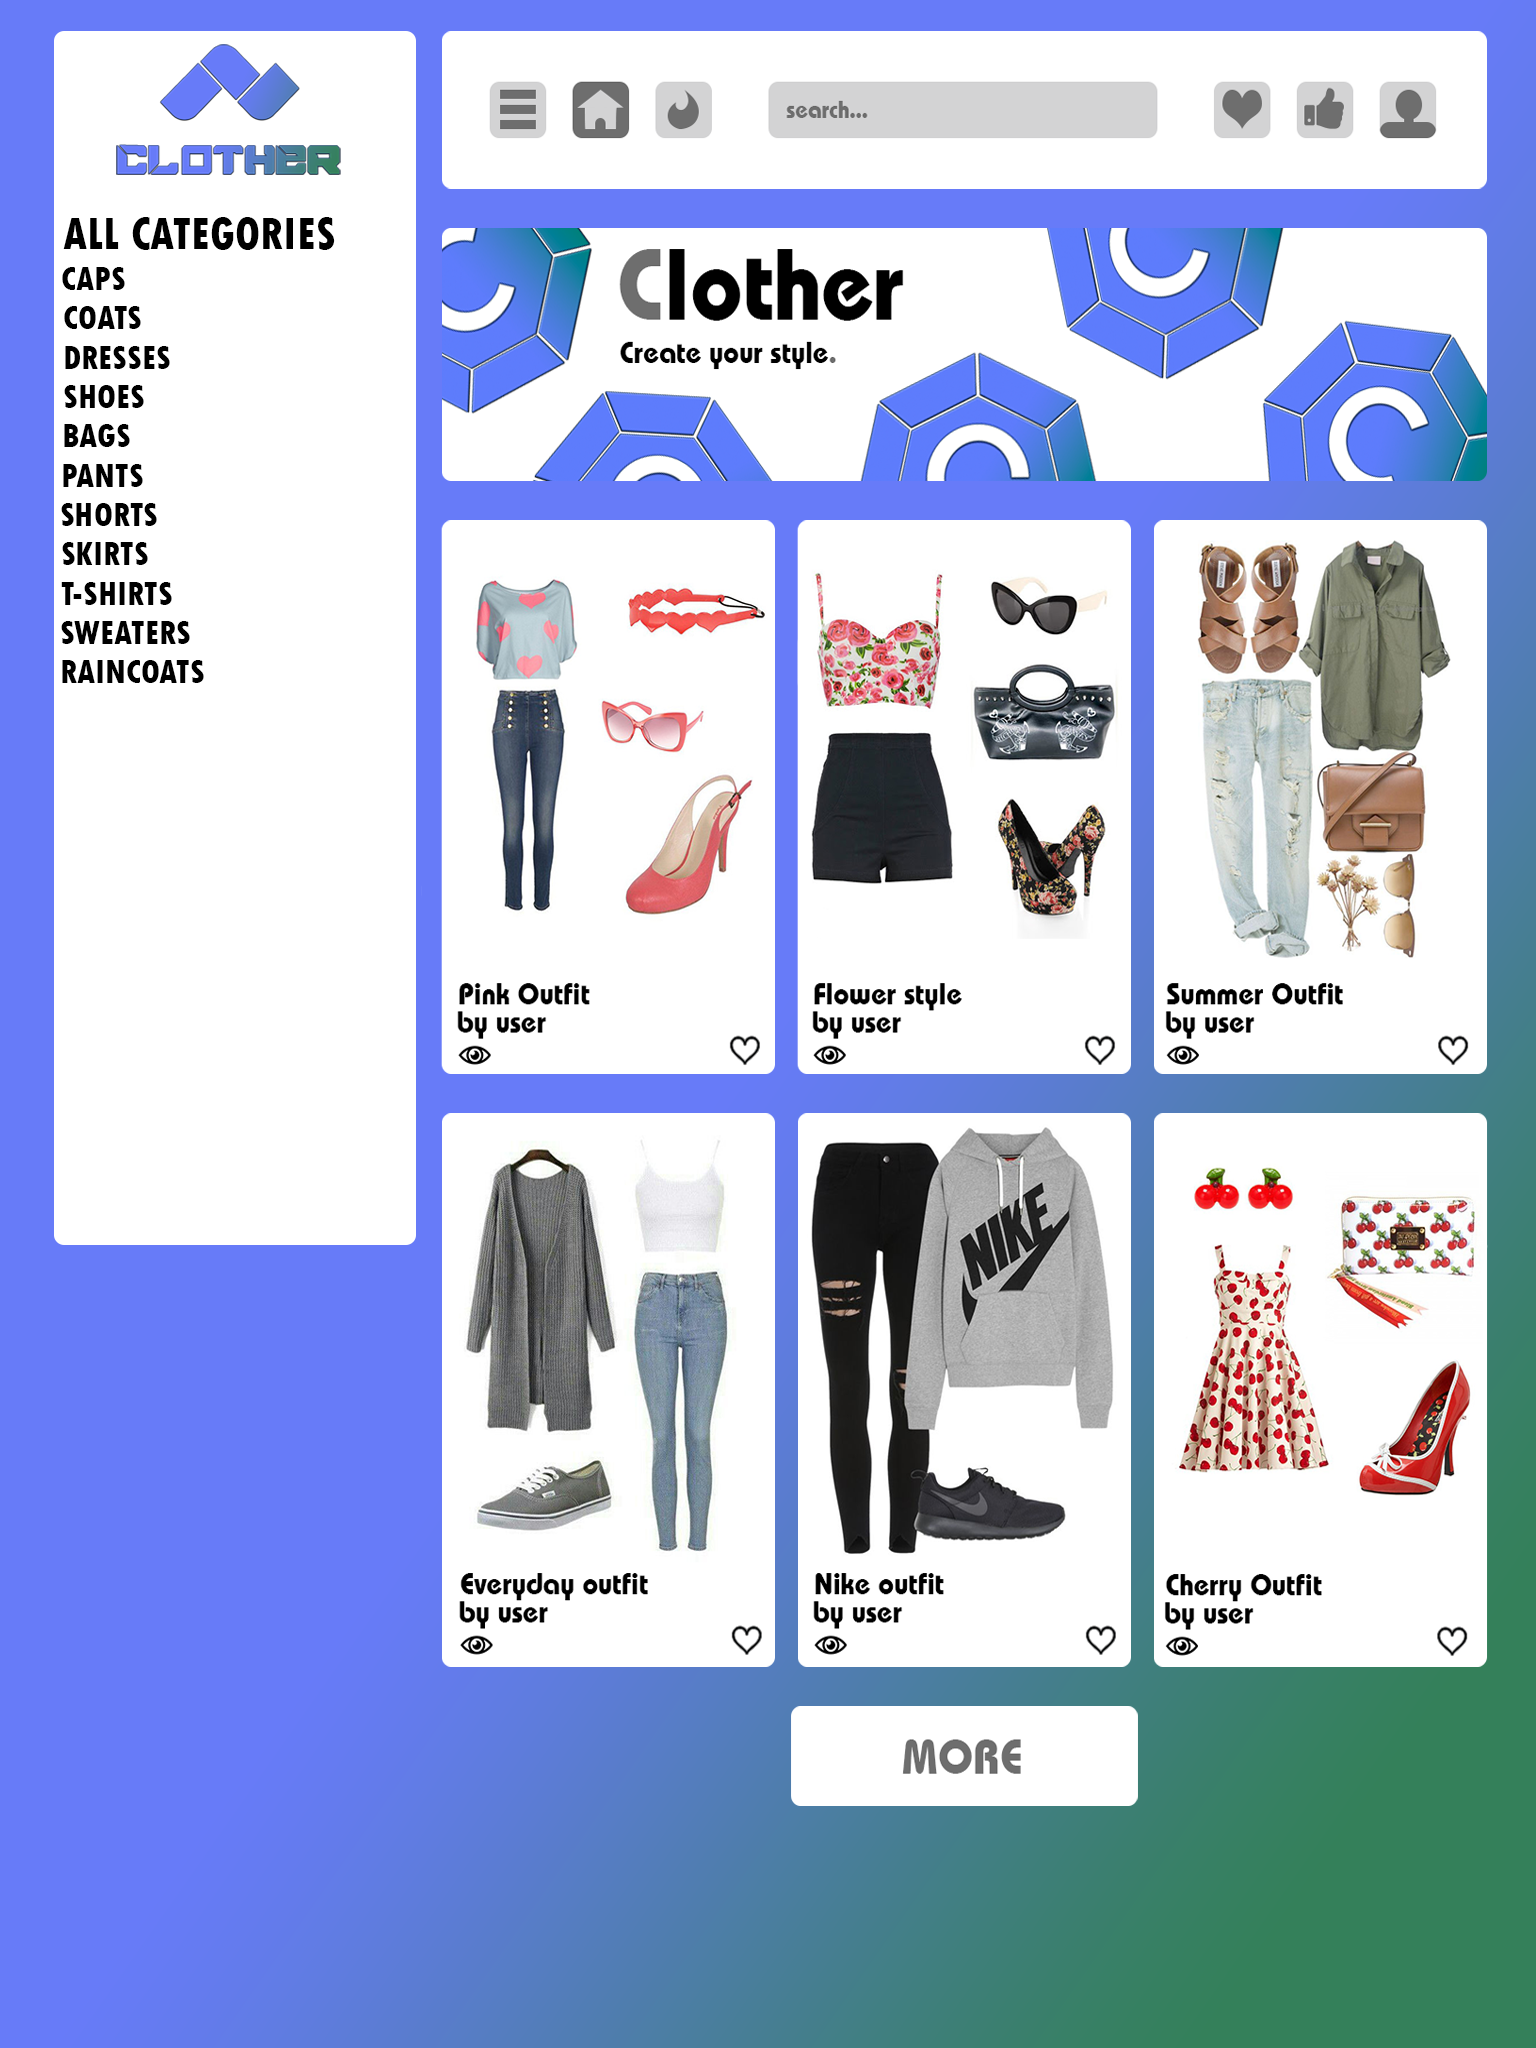 CLOTHER
ALL CATEGORIES
CAPS
COATS
DRESSES
SHOES
BAGS
PANTS
SHORTS
SKIRTS
T-SHIRTS
SWEATERS
RAINCOATS
search...
Clother
Create your style.
C
C
C
C
C
Pink Outfit
by user
Flower style
by user
Summer Outfit
by user
NIKE
Everyday outfit
by user
Nike outfit
by user
Cherry Outfit
by user
MORE